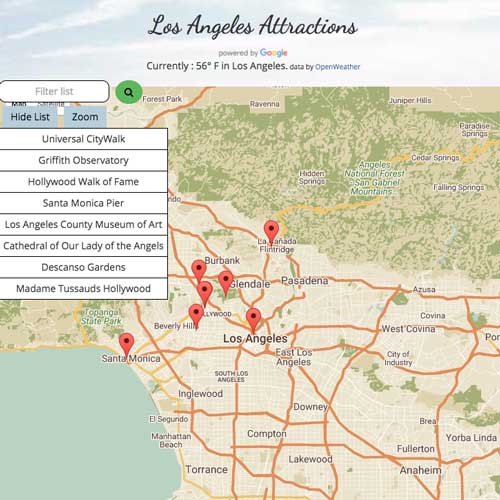 Los Angeles Attractions
powered by Google
Currently : 56° F in Los Angeles. data by OpenWeather
Filter list
Map Satellite
Hide List Zoom
Universal CityWalk
Griffith Observatory
Hollywood Walk of Fame
Santa Monica Pier
Los Angeles County Museum of Art
Cathedral of Our Lady of the Angels
Descanso Gardens
Madame Tussauds Hollywood
Forest Park
Ravenna
Juniper Hills
Paradise
Springs
Cedar Springs
Angeles
National Forest
San Gabriel
Mountains
Hidden
Springs
Falling Springs
La Cañada
Flintridge
Burbank
Glendale
Pasadena
Azusa
Topanga
State Park
Beverly Hills
Los Angeles
West Covina
Covina
Santa Monica
East Los
Angeles
City of
Industry
SOUTH LOS
ANGELES
Inglewood
El Segundo
Downey
Manhattan
Beach
Compton
Yorba Linda
Fullerton
Bellflower
Torrance
Anaheim